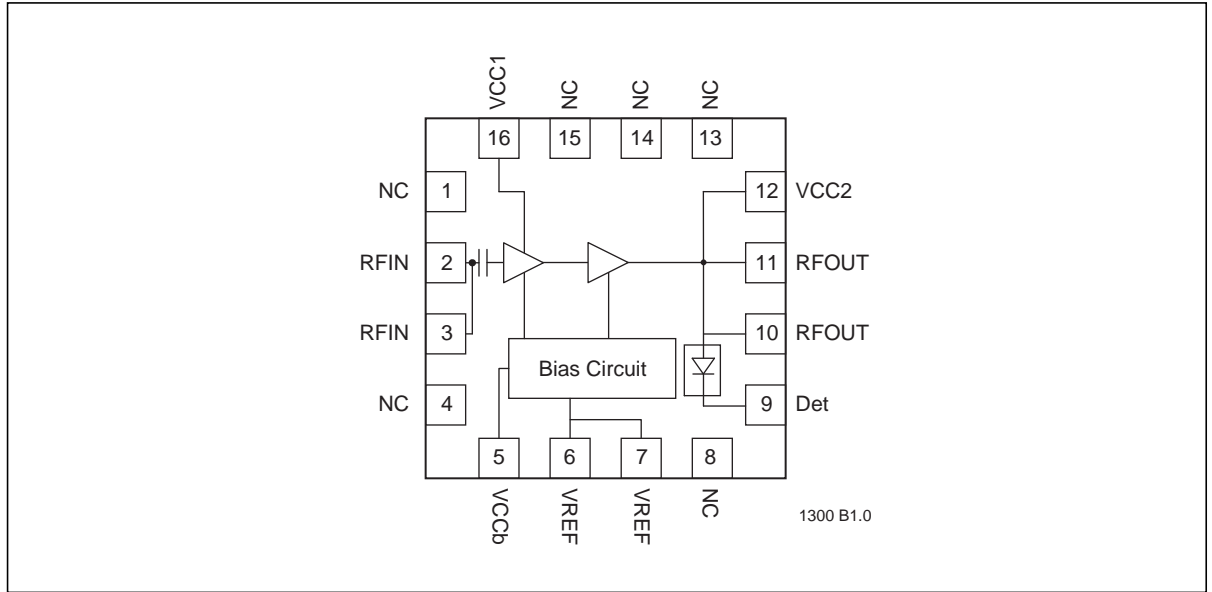 VCC1
NC
NC
NC
16
15
14
13
NC
1
12
VCC2
RFIN
2
11
RFOUT
RFIN
3
10
RFOUT
Bias Circuit
NC
4
9
Det
5
6
7
8
VCCb
VREF
VREF
NC
1300 B1.0